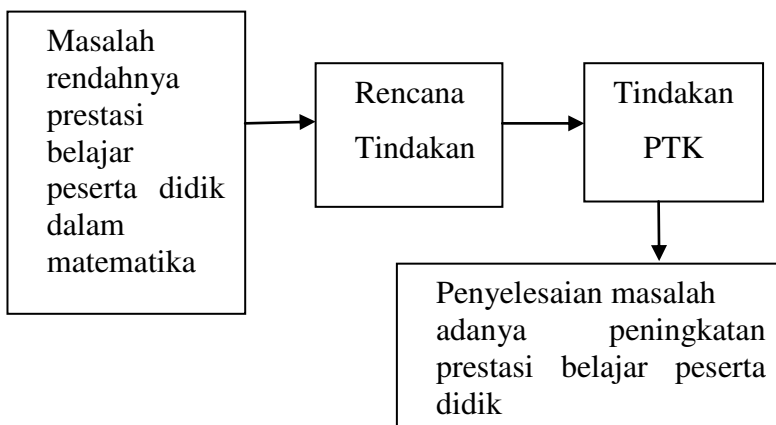 Masalah
rendahnya
prestasi
belajar
peserta didik
dalam
matematika
Rencana
Tindakan
Tindakan
PTK
Penyelesaian masalah
adanya peningkatan
prestasi belajar peserta
didik